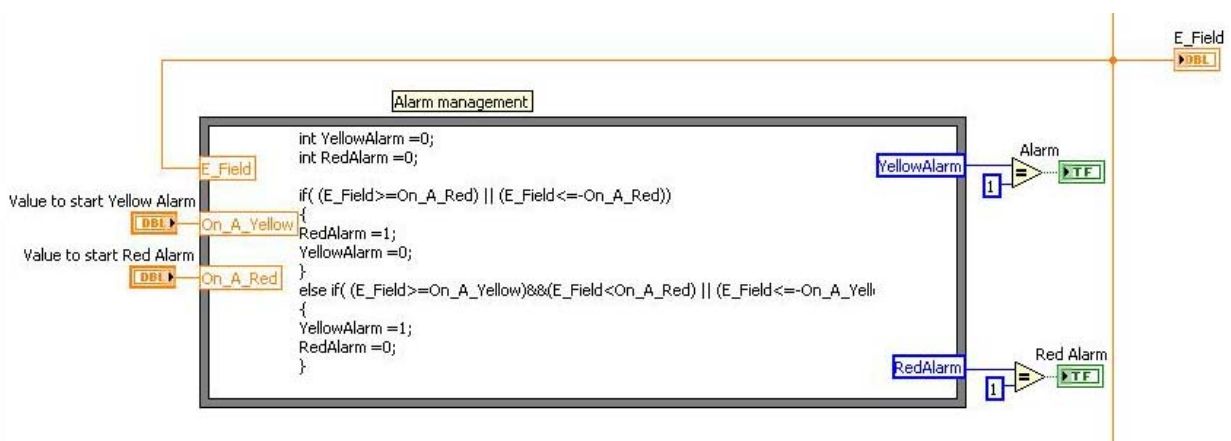 E_Field
DBL
Alarm management
int YellowAlarm =0;
int RedAlarm =0;
E_Field
YellowAlarm
Alarm
1
TF
if( (E_Field>=On_A_Red) || (E_Field<=-On_A_Red))
Value to start Yellow Alarm
DBL
On_A_Yellow
{
RedAlarm =1;
YellowAlarm =0;
}
Value to start Red Alarm
DBL
On_A_Red
else if( (E_Field>=On_A_Yellow)&&(E_Field<On_A_Red) || (E_Field<=-On_A_Yell
{
YellowAlarm =1;
RedAlarm =0;
}
RedAlarm
Red Alarm
1
TF